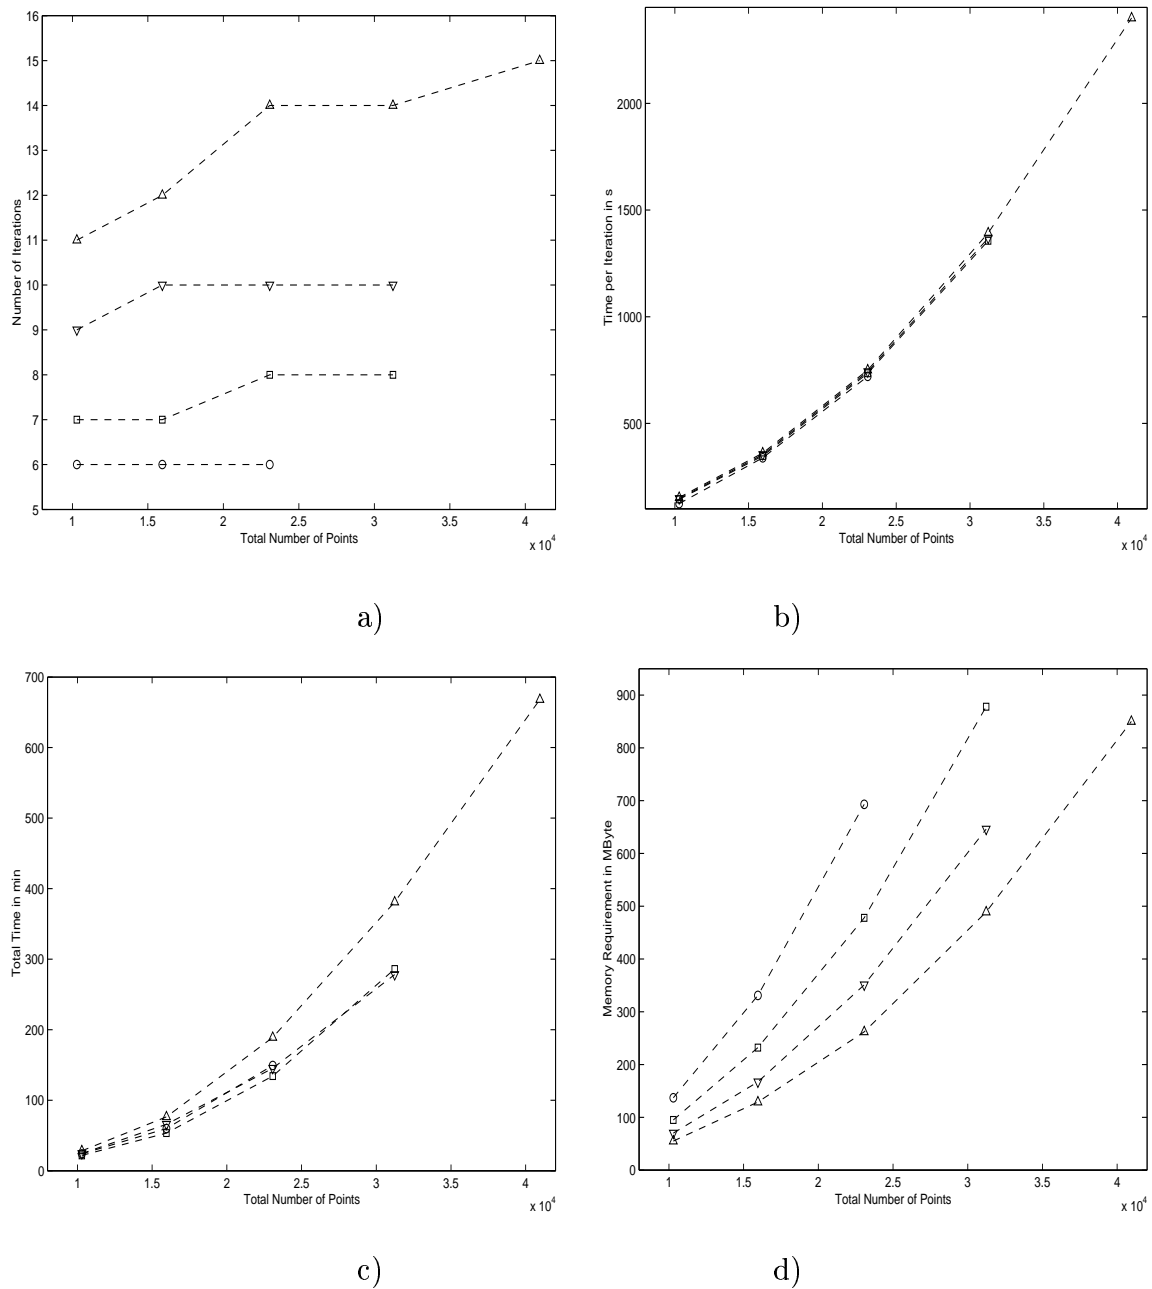 16
15
14
13
12
11
10
9
8
7
6
5
Number of Iterations
1 1.5 2 2.5 3 3.5 4
Total Number of Points
x 10^4
a)
2000
1500
1000
500
Time per Iteration in s
1 1.5 2 2.5 3 3.5 4
Total Number of Points
x 10^4
b)
700
600
500
400
300
200
100
0
Total Time in min
1 1.5 2 2.5 3 3.5 4
Total Number of Points
x 10^4
c)
900
800
700
600
500
400
300
200
100
0
Memory Requirement in MByte
1 1.5 2 2.5 3 3.5 4
Total Number of Points
x 10^4
d)